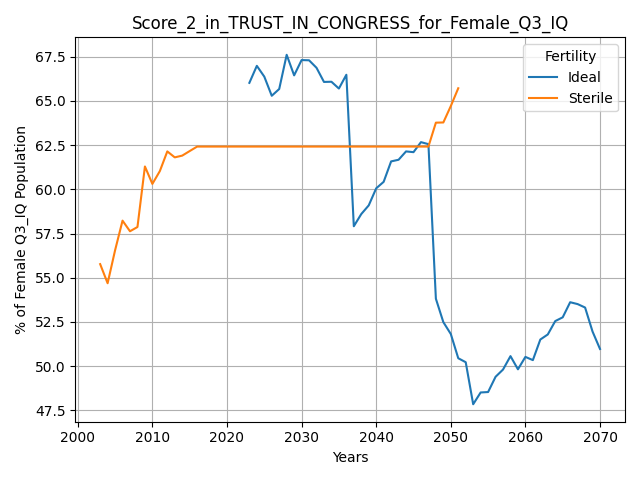 Score_2_in_TRUST_IN_CONGRESS_for_Female_Q3_IQ
% of Female Q3_IQ Population
67.5
65.0
62.5
60.0
57.5
55.0
52.5
50.0
47.5
Fertility
Ideal
Sterile
2000 2010 2020 2030 2040 2050 2060 2070
Years